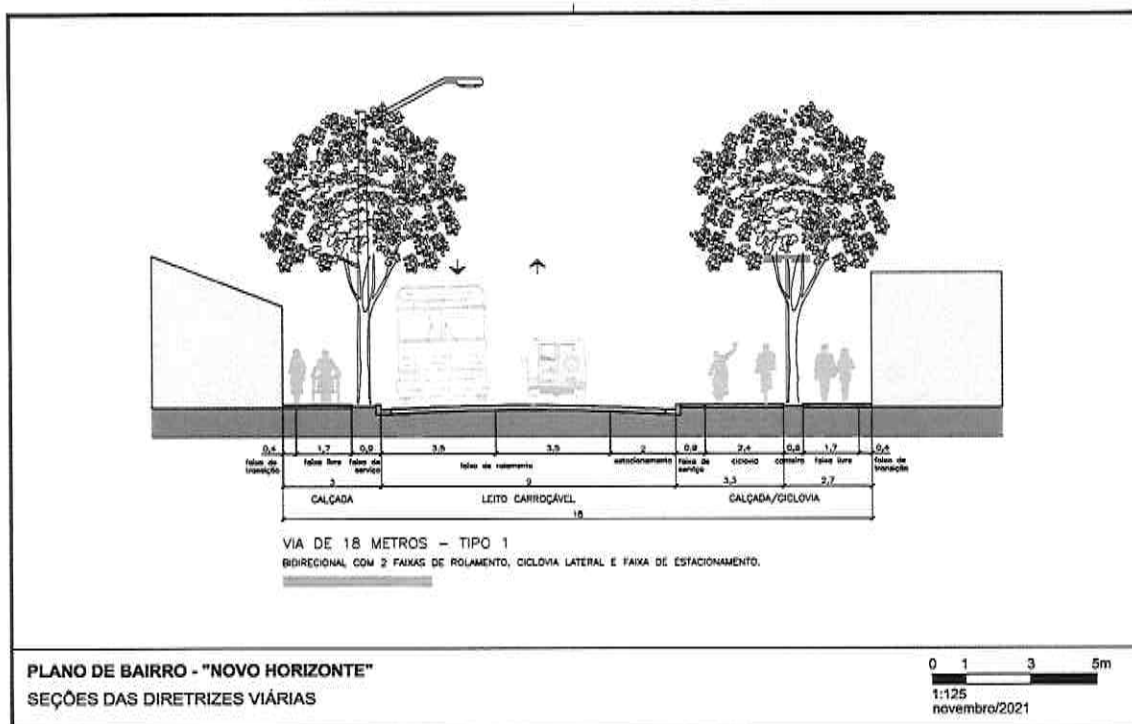 0,4 1,7 0,9 3,5 3,5 2 0,9 2,4 0,6 1,7 0,4
faixa de transição faixa livre faixa de serviço faixa de rolamento estacionamento faixa de serviço ciclovia canteiro faixa livre faixa de transição
3 9 3,3 2,7
CALÇADA LEITO CARROÇÁVEL CALÇADA/CICLOVIA
18
VIA DE 18 METROS - TIPO 1
BIDIRECIONAL COM 2 FAIXAS DE ROLAMENTO, CICLOVIA LATERAL E FAIXA DE ESTACIONAMENTO.
PLANO DE BAIRRO - "NOVO HORIZONTE"
SEÇÕES DAS DIRETRIZES VIÁRIAS
0 1 3 5m
1:125
novembro/2021